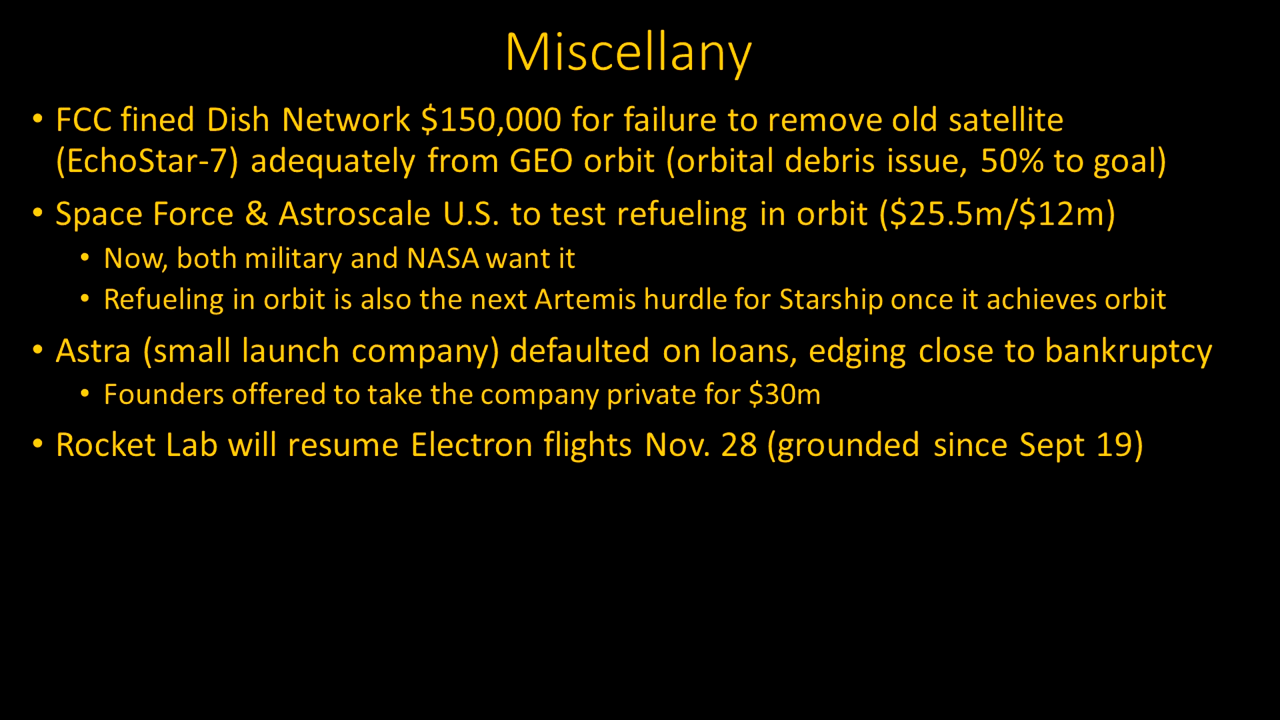 Miscellany
• FCC fined Dish Network $150,000 for failure to remove old satellite
(EchoStar-7) adequately from GEO orbit (orbital debris issue, 50% to goal)
• Space Force & Astroscale U.S. to test refueling in orbit ($25.5m/$12m)
• Now, both military and NASA want it
• Refueling in orbit is also the next Artemis hurdle for Starship once it achieves orbit
• Astra (small launch company) defaulted on loans, edging close to bankruptcy
• Founders offered to take the company private for $30m
• Rocket Lab will resume Electron flights Nov. 28 (grounded since Sept 19)